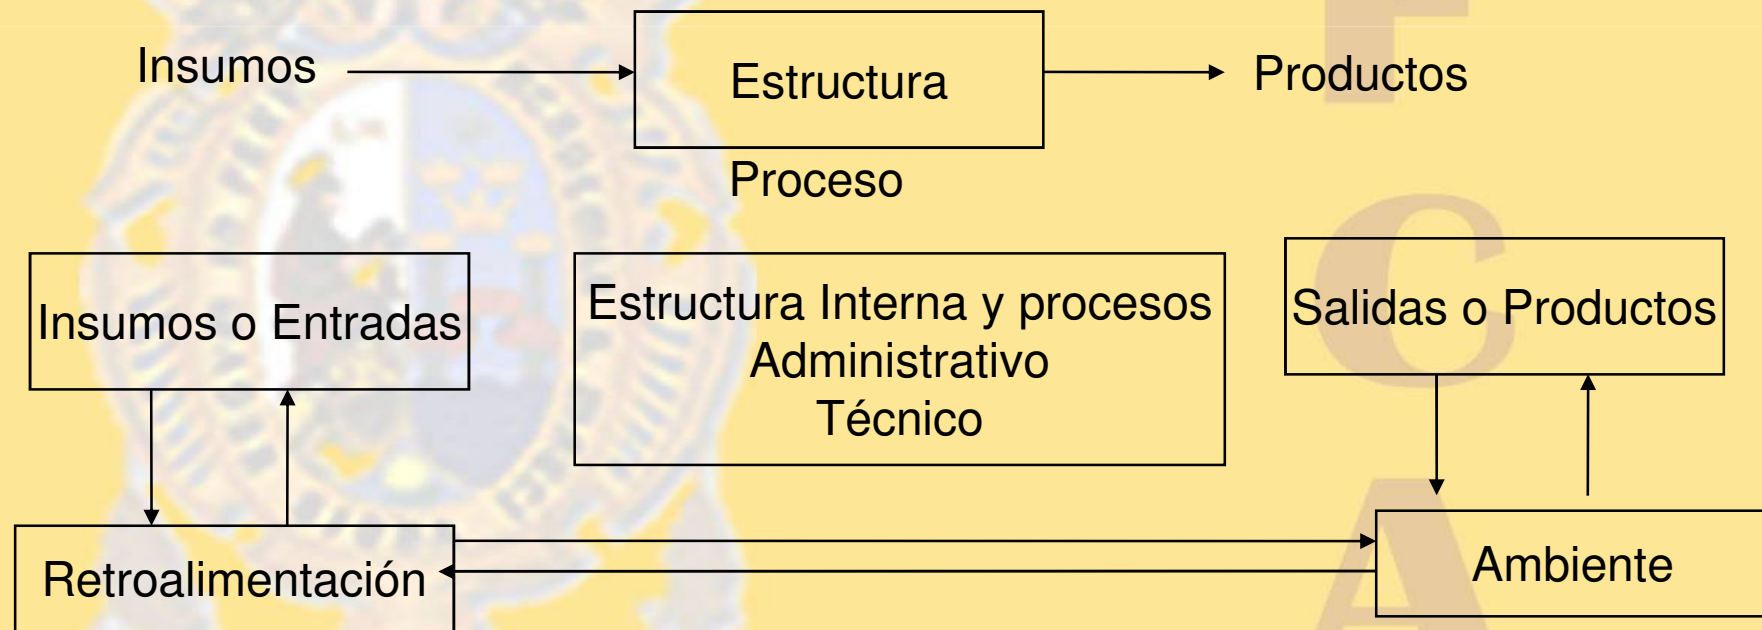 Insumos
Estructura
Productos
Proceso
Insumos o Entradas
Estructura Interna y procesos
Administrativo
Técnico
Salidas o Productos
Retroalimentación
Ambiente
F
C
A